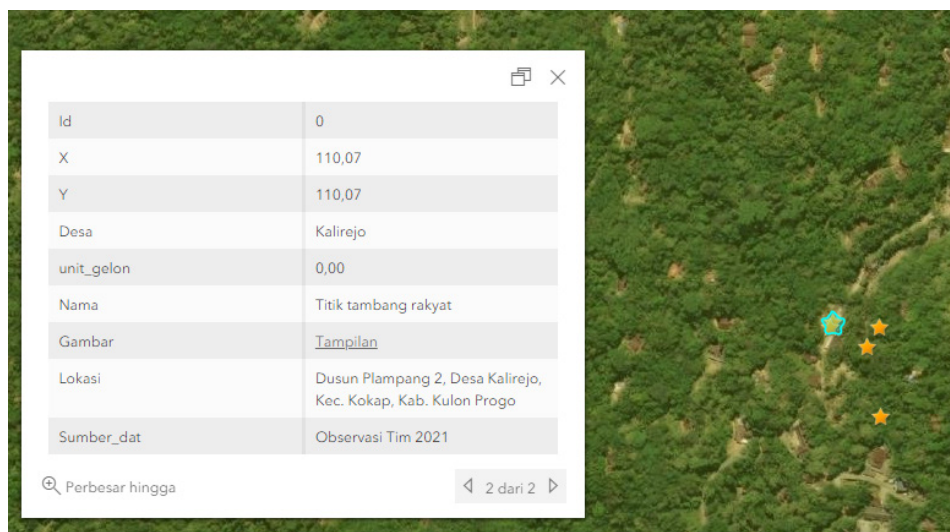 Id 0
X 110,07
Y 110,07
Desa Kalirejo
unit_gelon 0,00
Nama Titik tambang rakyat
Gambar Tampilan
Lokasi Dusun Plampang 2, Desa Kalirejo,
Kec. Kokap, Kab. Kulon Progo
Sumber_dat Observasi Tim 2021
Perbesar hingga 2 dari 2